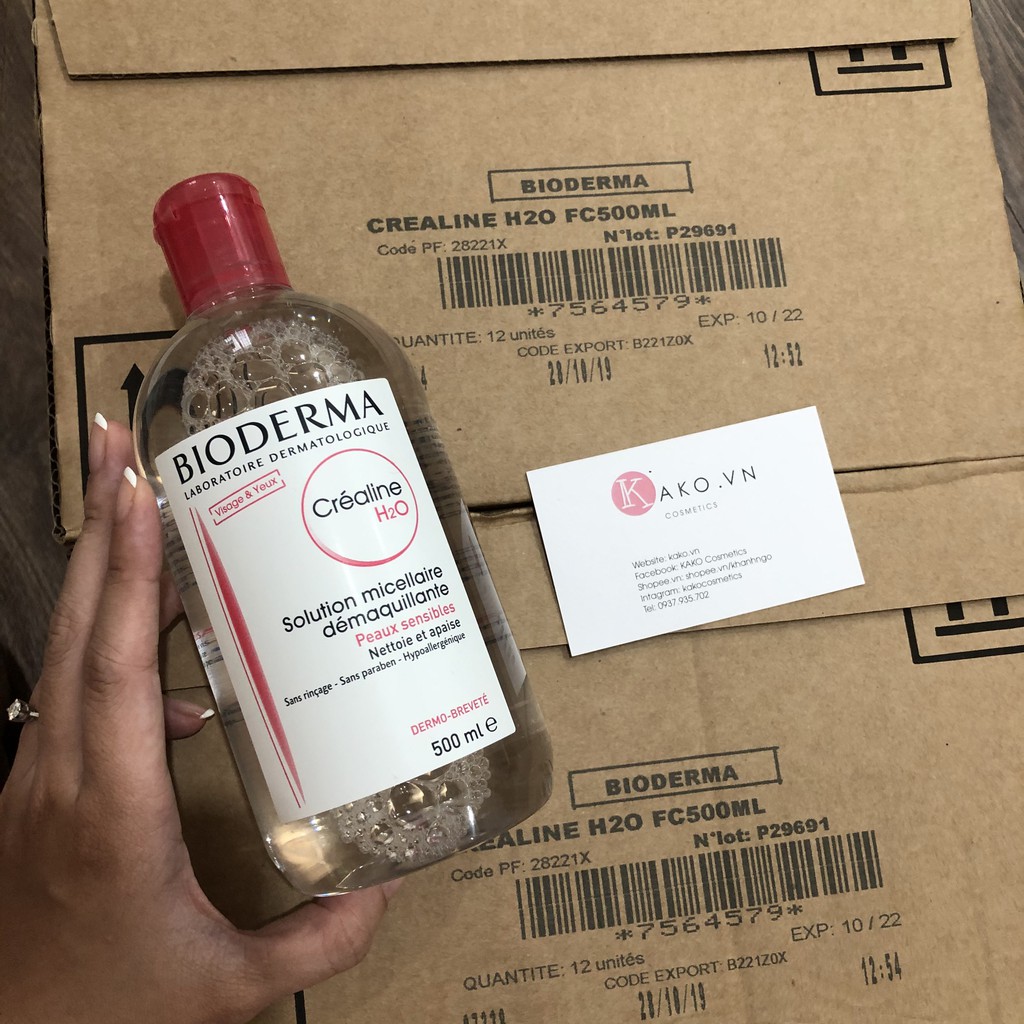 BIODERMA
CREALINE H2O FC500ML
Code PF: 28221X
N°lot: P29691
*7564579*
EXP: 10 / 22
QUANTITE: 12 unités
CODE EXPORT: B221Z0X
28/10/19
12:52
BIODERMA
LABORATOIRE DERMATOLOGIQUE
Visage & Yeux
Créaline
H2O
Solution micellaire
démaquillante
Peaux sensibles
Nettoie et apaise
Sans rinçage - Sans paraben - Hypoallergénique
DERMO-BREVETÉ
500 ml e
KAKO.VN
COSMETICS
Website: kako.vn
Facebook: KAKO Cosmetics
Shopee.vn: shopee.vn/khanhngo
Intagram: kakocosmetics
Tel: 0937.935.702
BIODERMA
CREALINE H2O FC500ML
Code PF: 28221X
N°lot: P29691
*7564579*
EXP: 10 / 22
QUANTITE: 12 unités
CODE EXPORT: B221Z0X
28/10/19
12:54